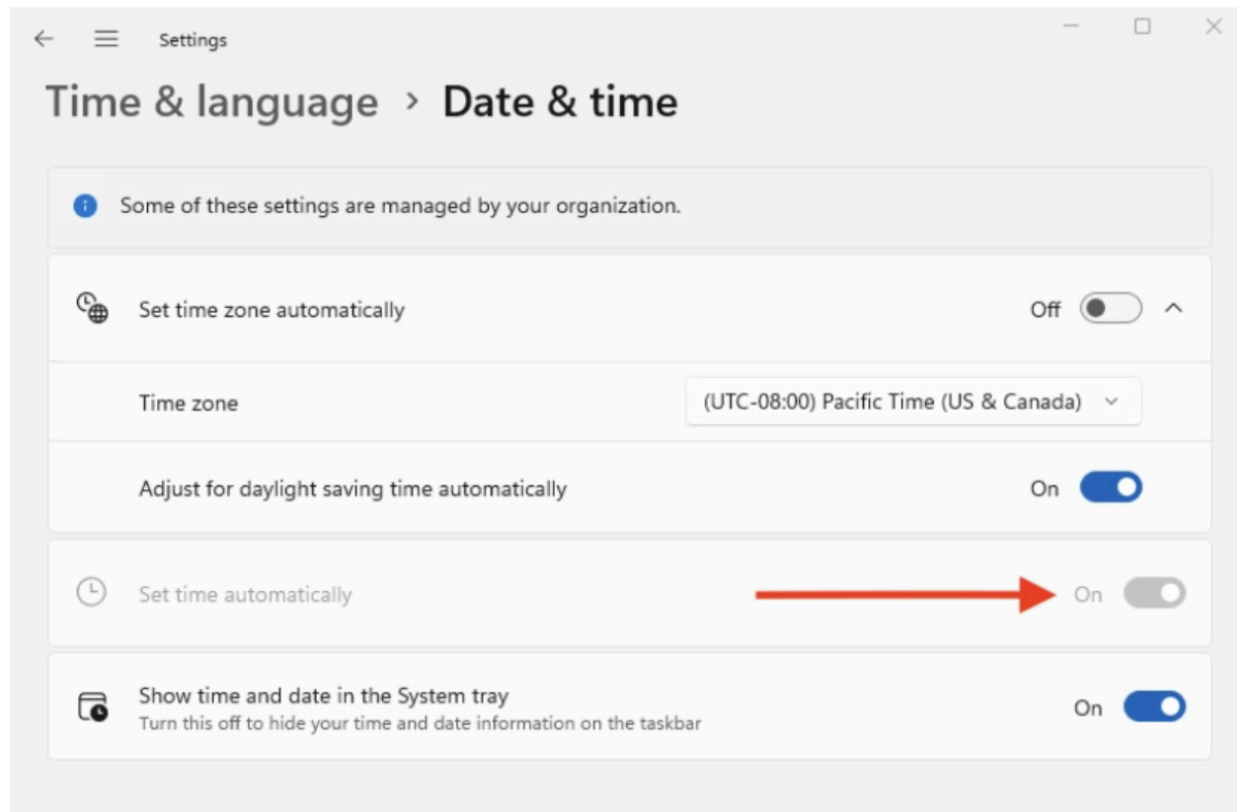 Settings
Time & language > Date & time
Some of these settings are managed by your organization.
Set time zone automatically Off
Time zone (UTC-08:00) Pacific Time (US & Canada)
Adjust for daylight saving time automatically On
Set time automatically On
Show time and date in the System tray On
Turn this off to hide your time and date information on the taskbar